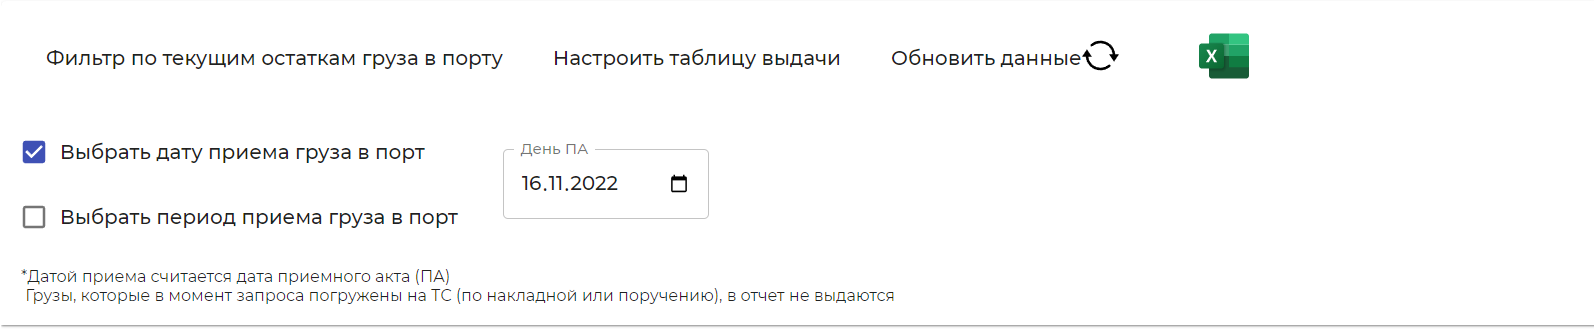 Фильтр по текущим остаткам груза в порту
Настроить таблицу выдачи
Обновить данные
X
Выбрать дату приема груза в порт
День ПА
16.11.2022
Выбрать период приема груза в порт
*Датой приема считается дата приемного акта (ПА)
Грузы, которые в момент запроса погружены на ТС (по накладной или поручению), в отчет не выдаются